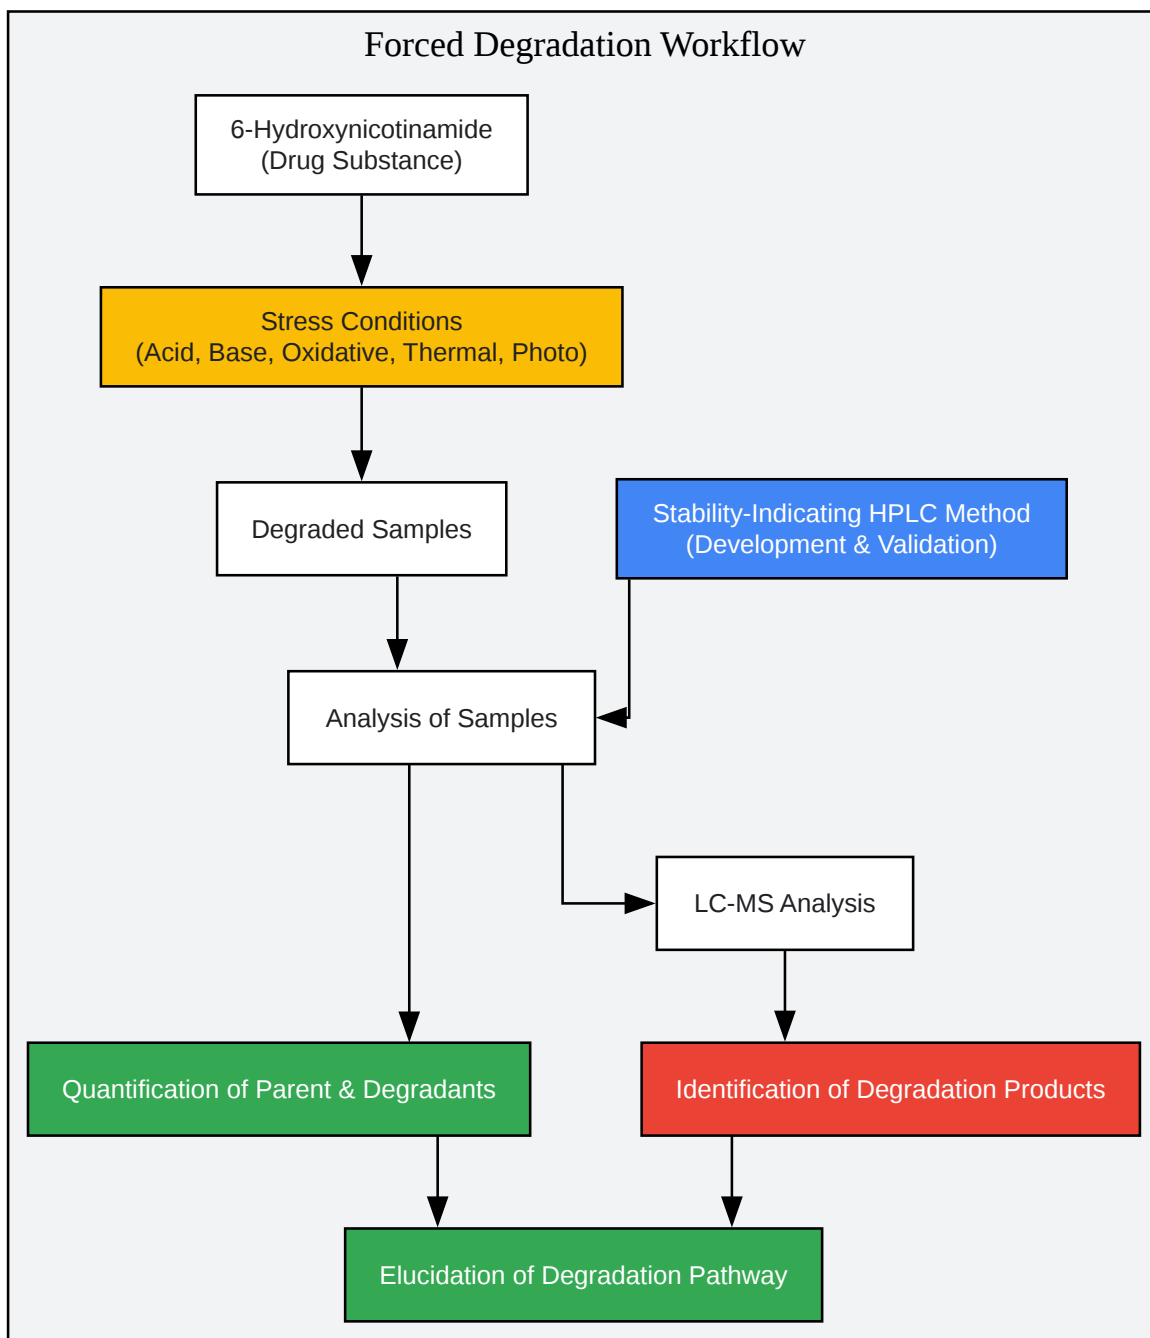 Forced Degradation Workflow
6-Hydroxynicotinamide
(Drug Substance)
Stress Conditions
(Acid, Base, Oxidative, Thermal, Photo)
Degraded Samples
Stability-Indicating HPLC Method
(Development & Validation)
Analysis of Samples
LC-MS Analysis
Quantification of Parent & Degradants
Identification of Degradation Products
Elucidation of Degradation Pathway